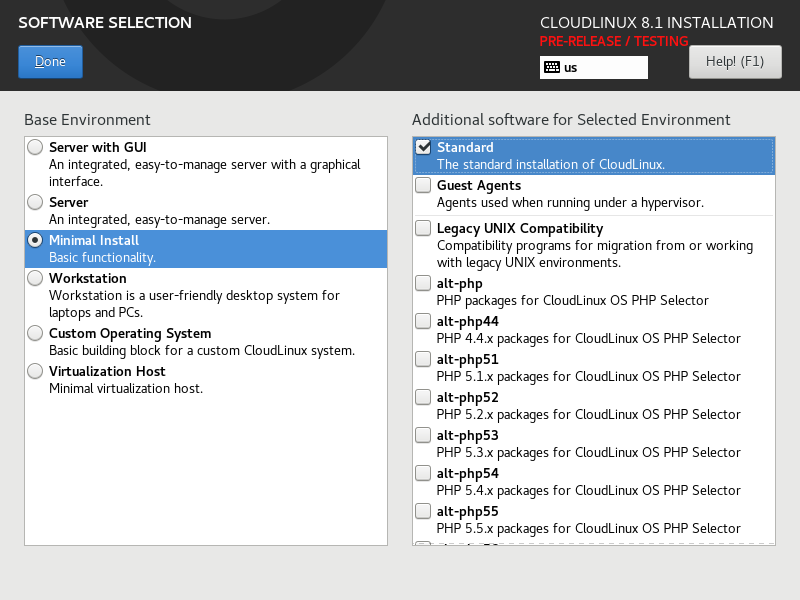 SOFTWARE SELECTION
CLOUDLINUX 8.1 INSTALLATION
PRE-RELEASE / TESTING
Done
us
Help! (F1)
Base Environment
Server with GUI
An integrated, easy-to-manage server with a graphical
interface.
Server
An integrated, easy-to-manage server.
Minimal Install
Basic functionality.
Workstation
Workstation is a user-friendly desktop system for
laptops and PCs.
Custom Operating System
Basic building block for a custom CloudLinux system.
Virtualization Host
Minimal virtualization host.
Additional software for Selected Environment
Standard
The standard installation of CloudLinux.
Guest Agents
Agents used when running under a hypervisor.
Legacy UNIX Compatibility
Compatibility programs for migration from or working
with legacy UNIX environments.
alt-php
PHP packages for CloudLinux OS PHP Selector
alt-php44
PHP 4.4.x packages for CloudLinux OS PHP Selector
alt-php51
PHP 5.1.x packages for CloudLinux OS PHP Selector
alt-php52
PHP 5.2.x packages for CloudLinux OS PHP Selector
alt-php53
PHP 5.3.x packages for CloudLinux OS PHP Selector
alt-php54
PHP 5.4.x packages for CloudLinux OS PHP Selector
alt-php55
PHP 5.5.x packages for CloudLinux OS PHP Selector